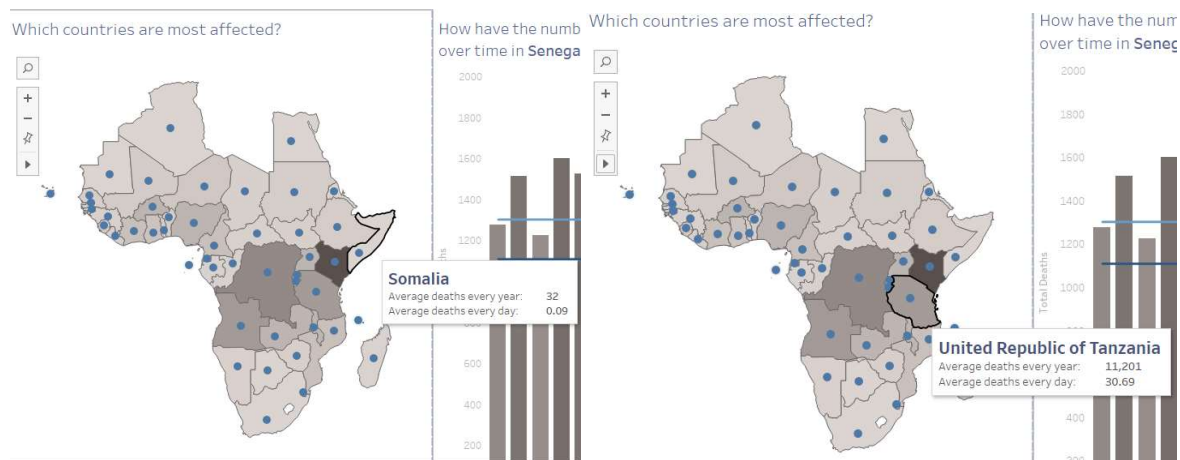 Which countries are most affected?
How have the numb
over time in Senega
2000
1800
1600
1400
1200
800
600
400
200
Somalia
Average deaths every year: 32
Average deaths every day: 0.09
Which countries are most affected?
How have the num
over time in Seneg
2000
1800
1600
1400
1200
1000
Total Deaths
400
200
United Republic of Tanzania
Average deaths every year: 11,201
Average deaths every day: 30.69